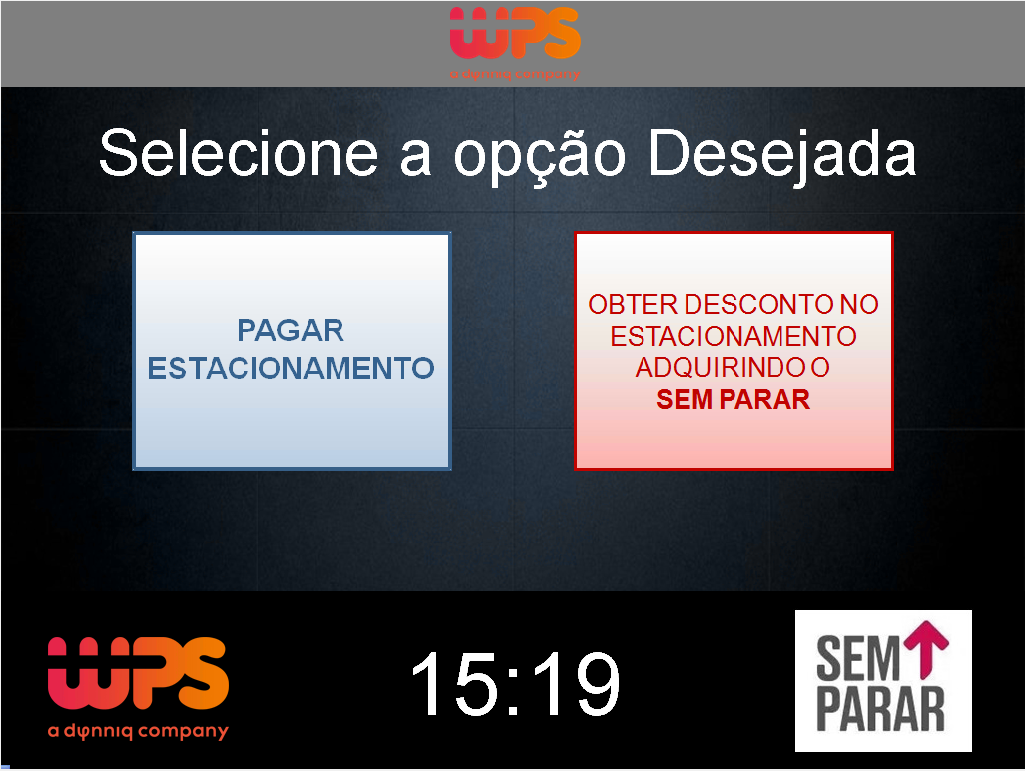 WPS
a dynniq company
Selecione a opção Desejada
PAGAR
ESTACIONAMENTO
OBTER DESCONTO NO
ESTACIONAMENTO
ADQUIRINDO O
SEM PARAR
WPS
a dynniq company
15:19
SEM
PARAR